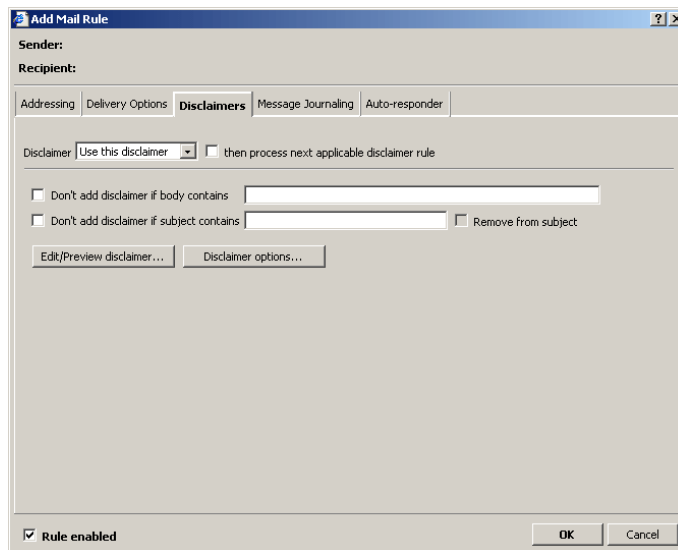 Add Mail Rule
Sender:
Recipient:
Addressing Delivery Options Disclaimers Message Journaling Auto-responder
Disclaimer Use this disclaimer then process next applicable disclaimer rule
Don't add disclaimer if body contains
Don't add disclaimer if subject contains Remove from subject
Edit/Preview disclaimer... Disclaimer options...
Rule enabled OK Cancel